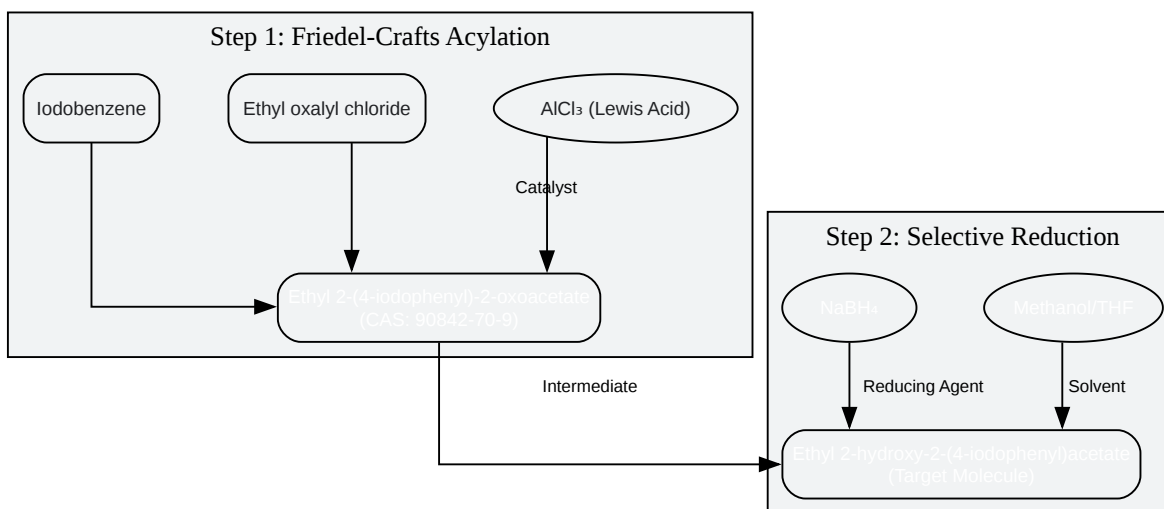 Step 1: Friedel-Crafts Acylation
Iodobenzene
Ethyl oxalyl chloride
AlCl₃ (Lewis Acid)
Catalyst
Ethyl 2-(4-iodophenyl)-2-oxoacetate
(CAS: 90842-70-9)
Intermediate
Step 2: Selective Reduction
NaBH₄
Methanol/THF
Reducing Agent
Solvent
Ethyl 2-hydroxy-2-(4-iodophenyl)acetate
(Target Molecule)